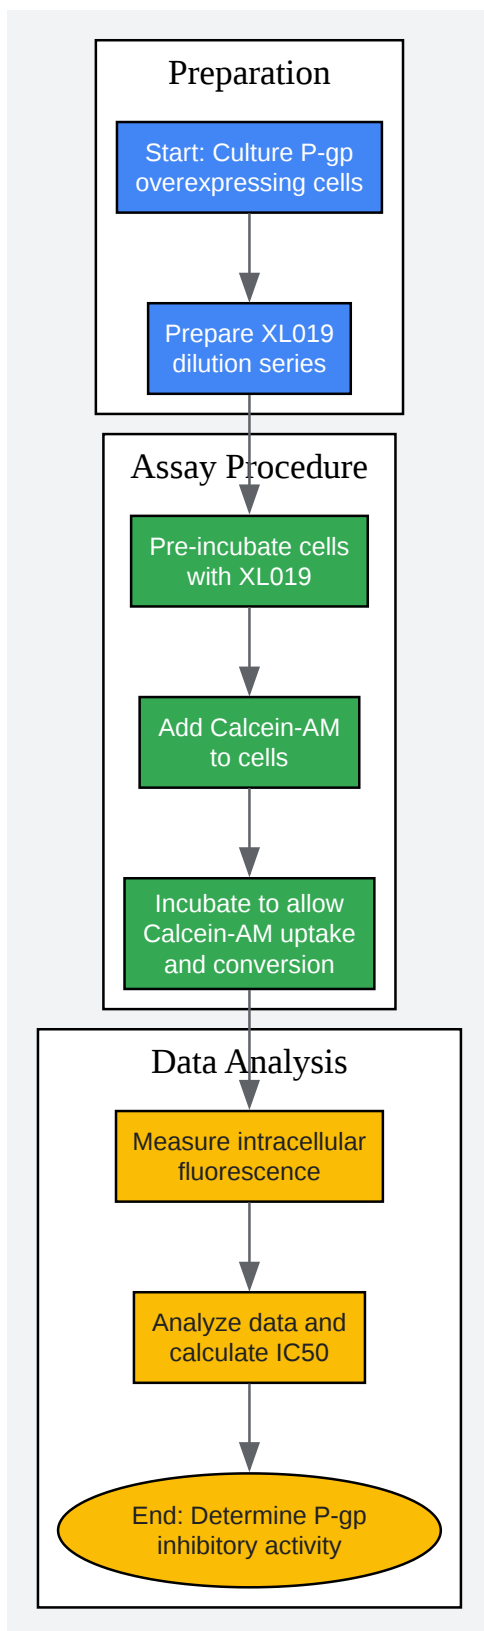 Preparation
Start: Culture P-gp
overexpressing cells
Prepare XL019
dilution series
Assay Procedure
Pre-incubate cells
with XL019
Add Calcein-AM
to cells
Incubate to allow
Calcein-AM uptake
and conversion
Data Analysis
Measure intracellular
fluorescence
Analyze data and
calculate IC50
End: Determine P-gp
inhibitory activity